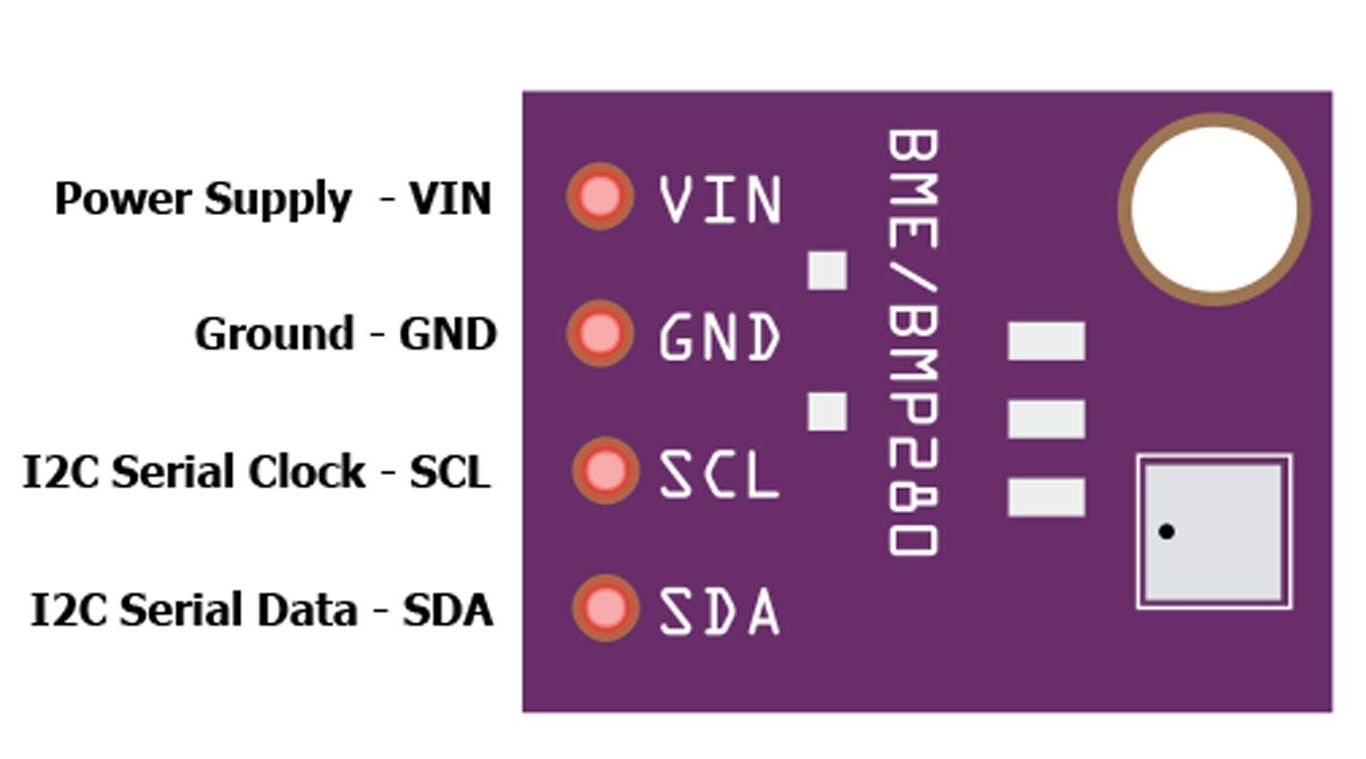 Power Supply - VIN
VIN
Ground - GND
GND
I2C Serial Clock - SCL
SCL
I2C Serial Data - SDA
SDA
BME/BMP280